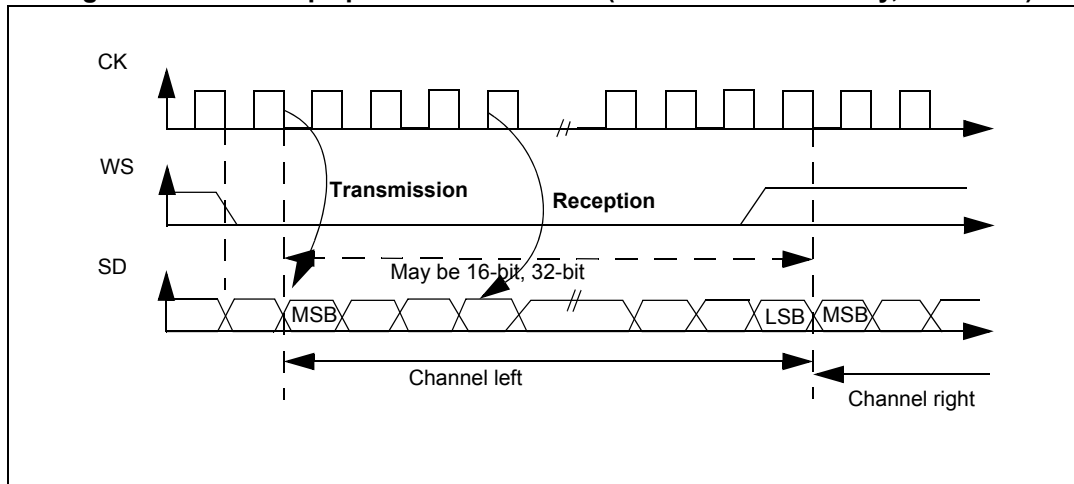 CK
WS
Transmission
Reception
SD
May be 16-bit, 32-bit
MSB
LSB
MSB
Channel left
Channel right